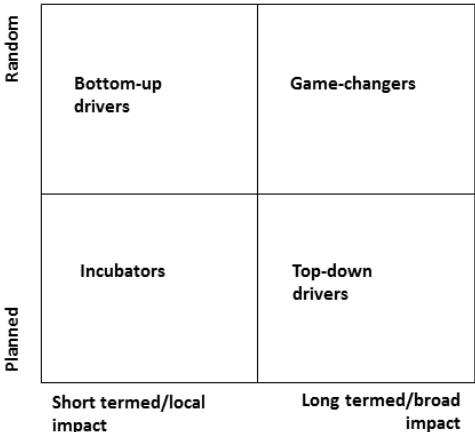 Random
Bottom-up
drivers
Game-changers
Incubators
Top-down
drivers
Planned
Short termed/local
impact
Long termed/broad
impact